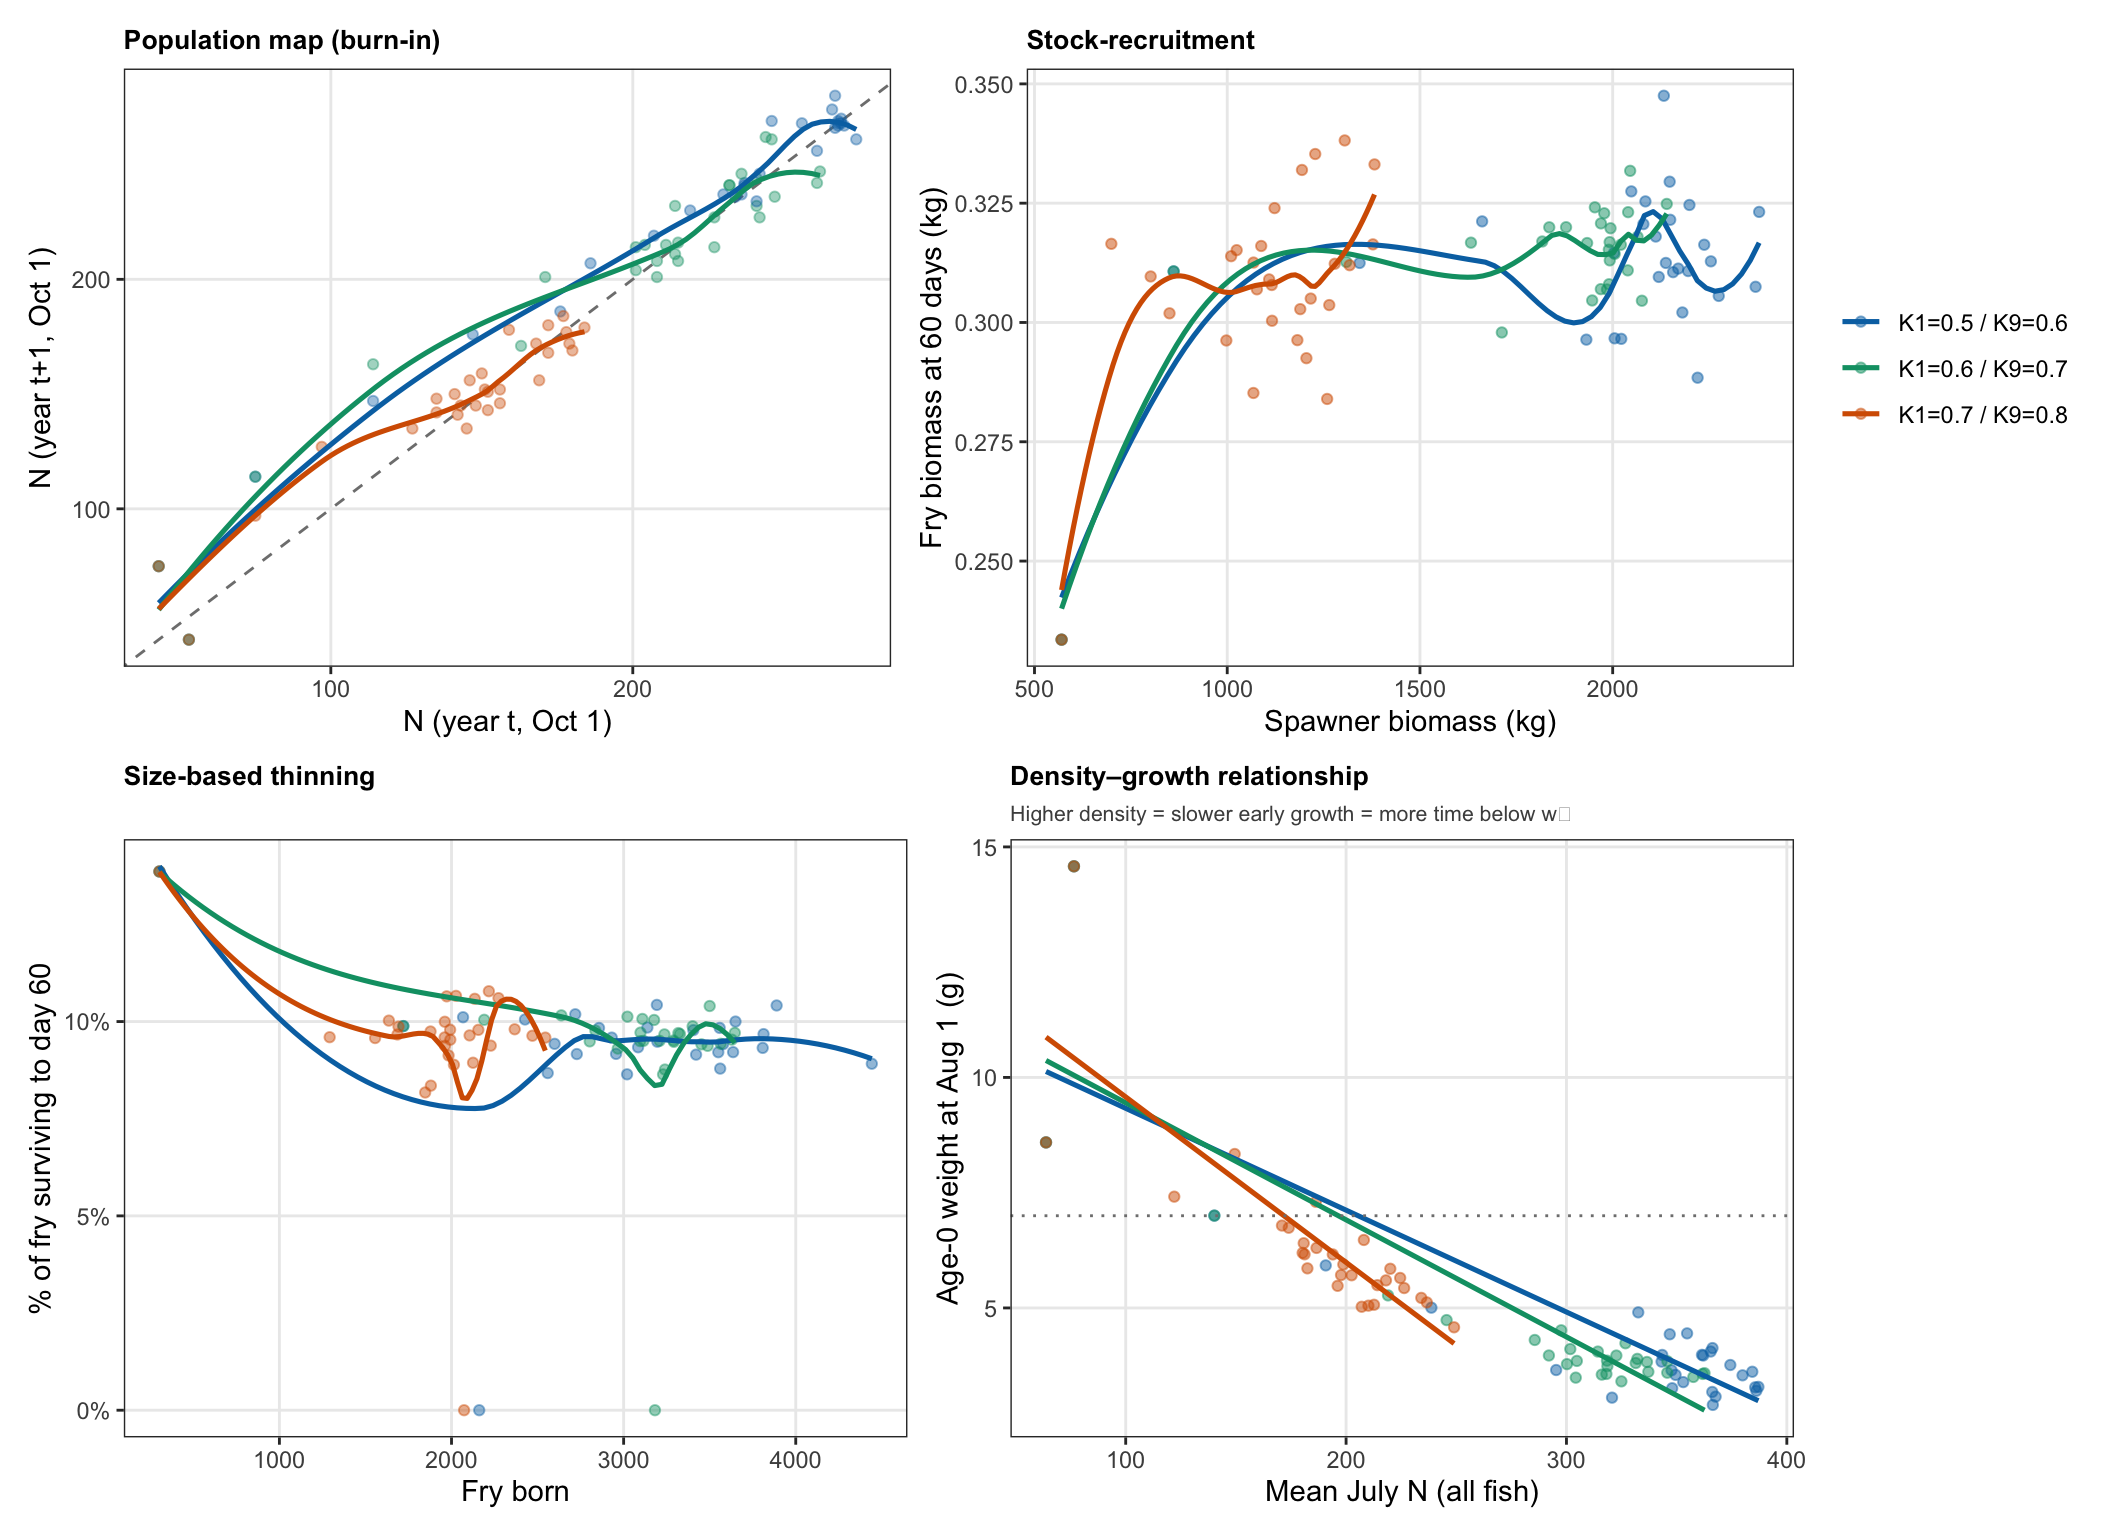 Population map (burn-in)
N (year t+1, Oct 1)
200
100
100
200
N (year t, Oct 1)
Stock-recruitment
Fry biomass at 60 days (kg)
0.350
0.325
0.300
0.275
0.250
500
1000
1500
2000
Spawner biomass (kg)
K1=0.5 / K9=0.6
K1=0.6 / K9=0.7
K1=0.7 / K9=0.8
Size-based thinning
% of fry surviving to day 60
10%
5%
0%
1000
2000
3000
4000
Fry born
Density–growth relationship
Higher density = slower early growth = more time below w□
Age-0 weight at Aug 1 (g)
15
10
5
100
200
300
400
Mean July N (all fish)